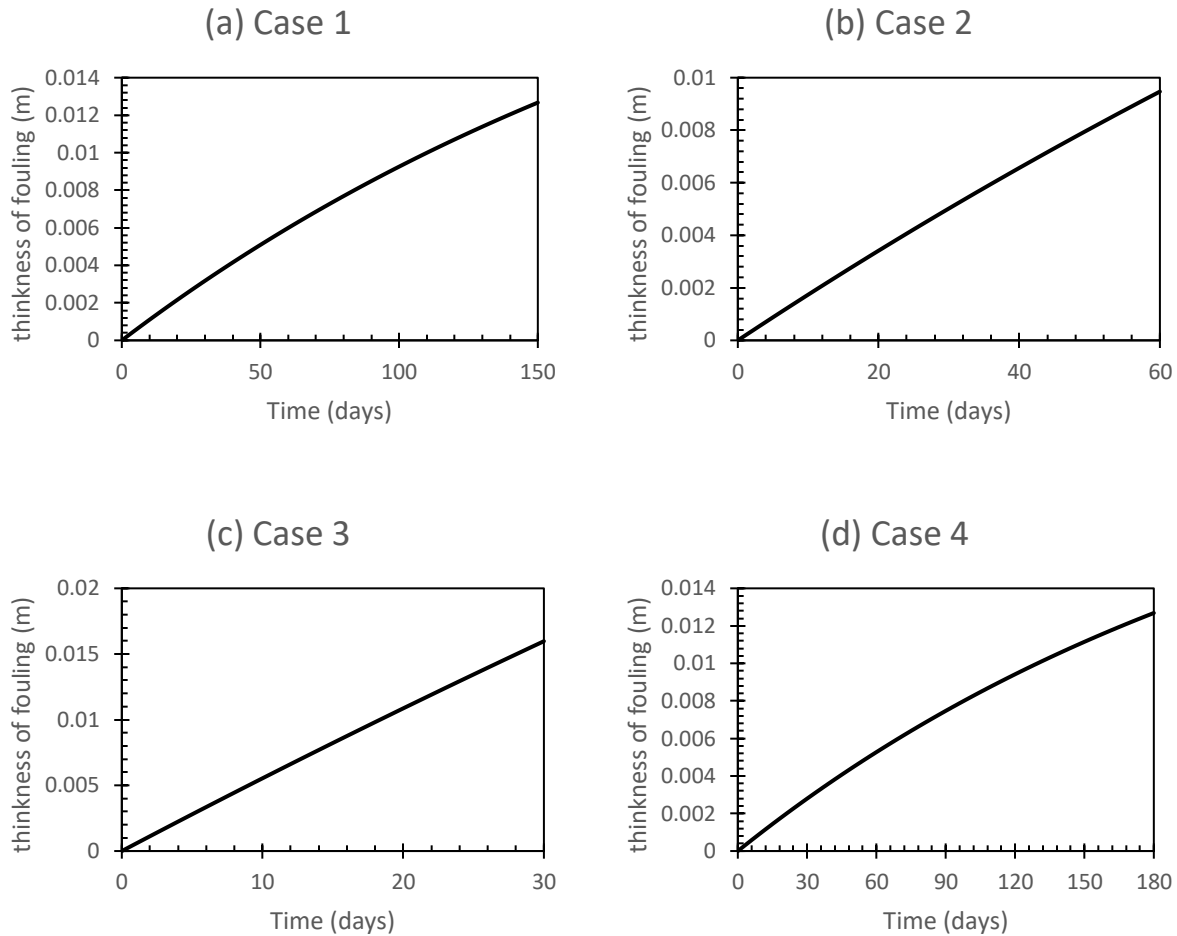 (a) Case 1
thinkness of fouling (m)
0.014
0.012
0.01
0.008
0.006
0.004
0.002
0
0 50 100 150
Time (days)
(b) Case 2
thinkness of fouling (m)
0.01
0.008
0.006
0.004
0.002
0
0 20 40 60
Time (days)
(c) Case 3
thinkness of fouling (m)
0.02
0.015
0.01
0.005
0
0 10 20 30
Time (days)
(d) Case 4
thinkness of fouling (m)
0.014
0.012
0.01
0.008
0.006
0.004
0.002
0
0 30 60 90 120 150 180
Time (days)